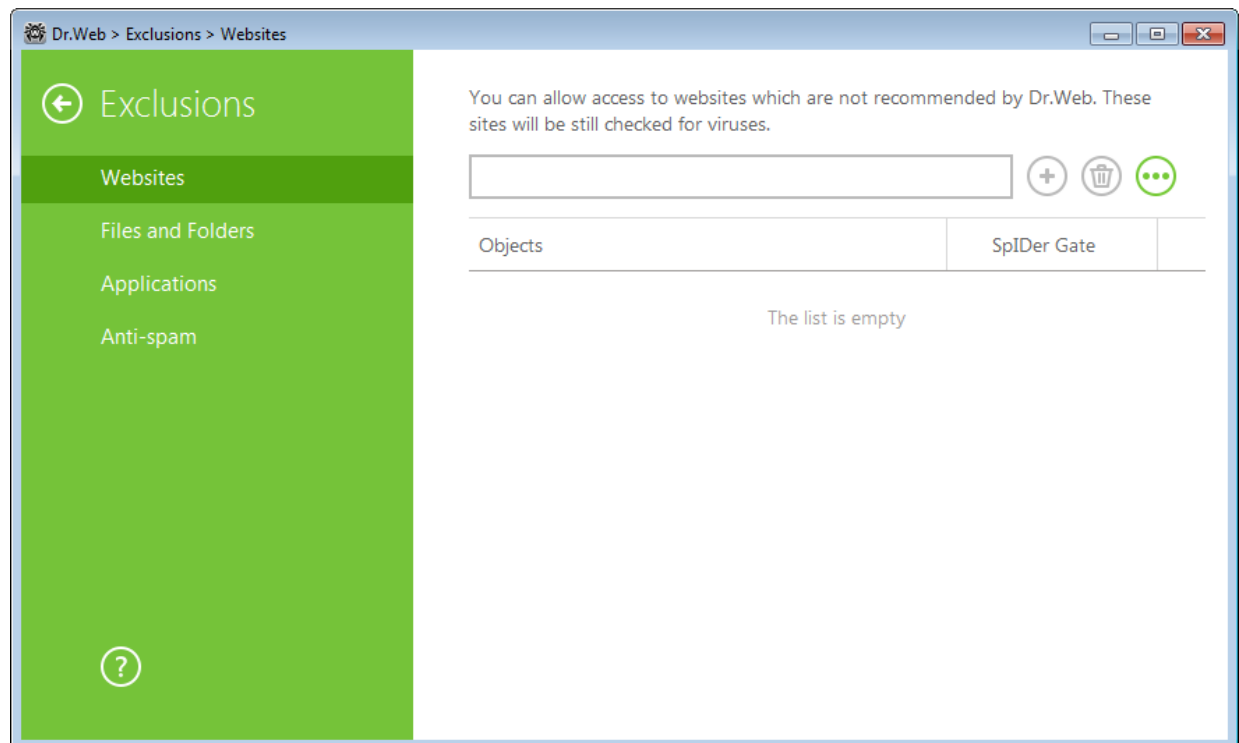 Dr.Web > Exclusions > Websites
Exclusions
Websites
Files and Folders
Applications
Anti-spam
?
You can allow access to websites which are not recommended by Dr.Web. These
sites will be still checked for viruses.
Objects SpIDer Gate
The list is empty